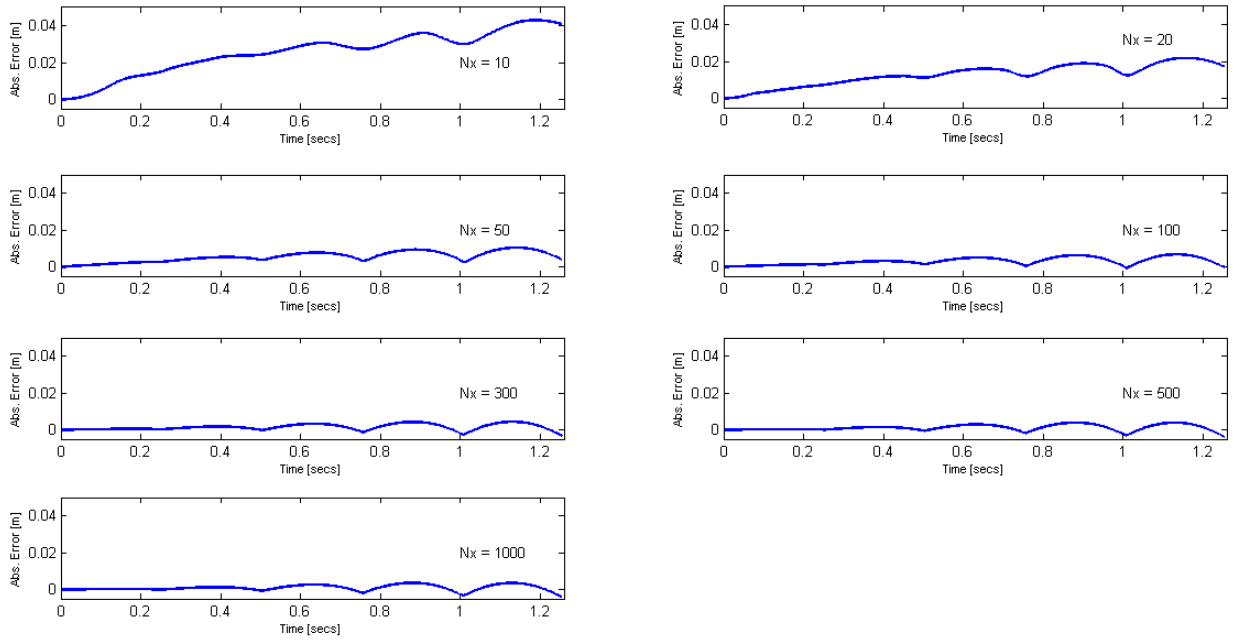 0.04
0.02
0
Abs. Error [m]
Nx = 10
0 0.2 0.4 0.6 0.8 1 1.2
Time [secs]
0.04
0.02
0
Abs. Error [m]
Nx = 20
0 0.2 0.4 0.6 0.8 1 1.2
Time [secs]
0.04
0.02
0
Abs. Error [m]
Nx = 50
0 0.2 0.4 0.6 0.8 1 1.2
Time [secs]
0.04
0.02
0
Abs. Error [m]
Nx = 100
0 0.2 0.4 0.6 0.8 1 1.2
Time [secs]
0.04
0.02
0
Abs. Error [m]
Nx = 300
0 0.2 0.4 0.6 0.8 1 1.2
Time [secs]
0.04
0.02
0
Abs. Error [m]
Nx = 500
0 0.2 0.4 0.6 0.8 1 1.2
Time [secs]
0.04
0.02
0
Abs. Error [m]
Nx = 1000
0 0.2 0.4 0.6 0.8 1 1.2
Time [secs]